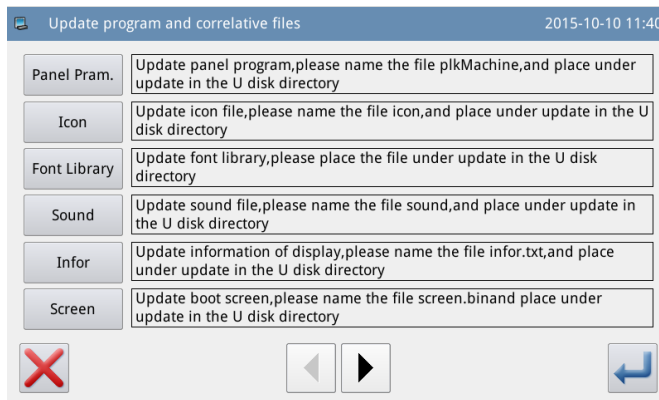 Update program and correlative files 2015-10-10 11:40
Panel Pram.
Update panel program,please name the file plkMachine,and place under
update in the U disk directory
Icon
Update icon file,please name the file icon,and place under update in the U
disk directory
Font Library
Update font library,please place the file under update in the U disk
directory
Sound
Update sound file,please name the file sound,and place under update in
the U disk directory
Infor
Update information of display,please name the file infor.txt,and place
under update in the U disk directory
Screen
Update boot screen,please name the file screen.binand place under
update in the U disk directory